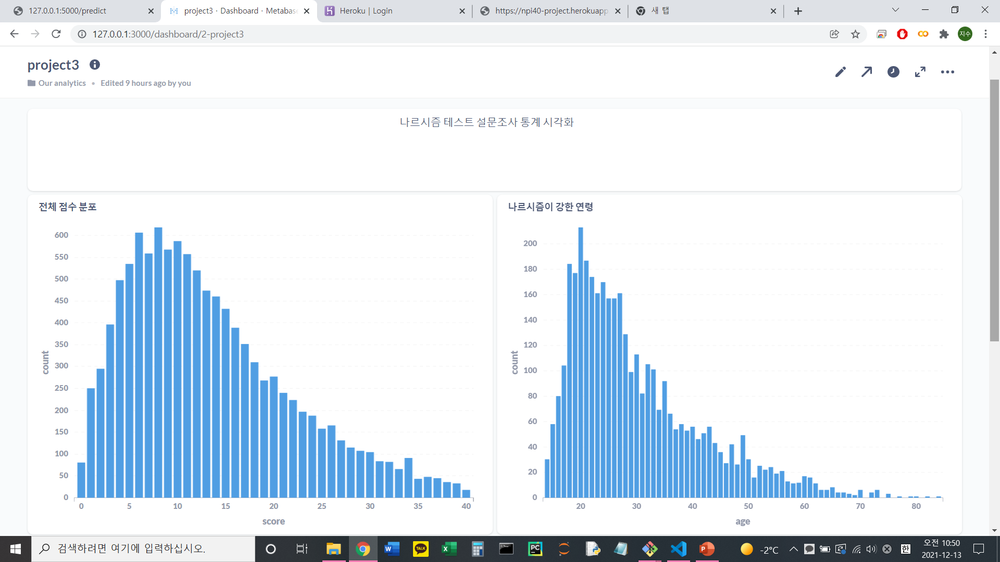 127.0.0.1:5000/predict
project3 · Dashboard · Metabase
Heroku | Login
https://npi40-project.herokuapp
새 탭
127.0.0.1:3000/dashboard/2-project3
지수
project3
Our analytics • Edited 9 hours ago by you
나르시즘 테스트 설문조사 통계 시각화
전체 점수 분포
600
550
500
450
400
350
300
250
200
150
100
50
0
count
0 5 10 15 20 25 30 35 40
score
나르시즘이 강한 연령
200
180
160
140
120
100
80
60
40
20
0
count
20 30 40 50 60 70 80
age
검색하려면 여기에 입력하십시오.
TALK
PC
-2°C
한
오전 10:50
2021-12-13